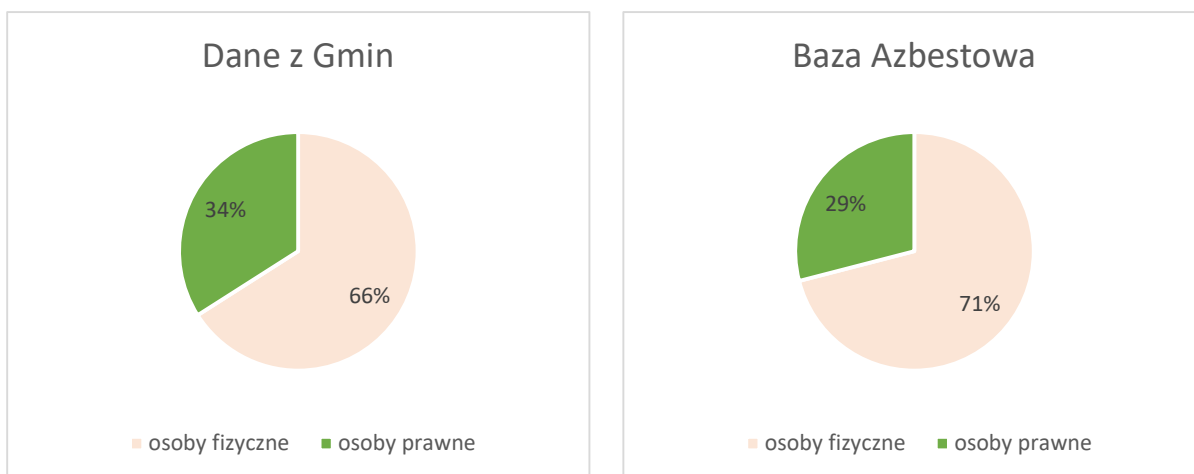 Dane z Gmin
34%
66%
osoby fizyczne osoby prawne
Baza Azbestowa
29%
71%
osoby fizyczne osoby prawne